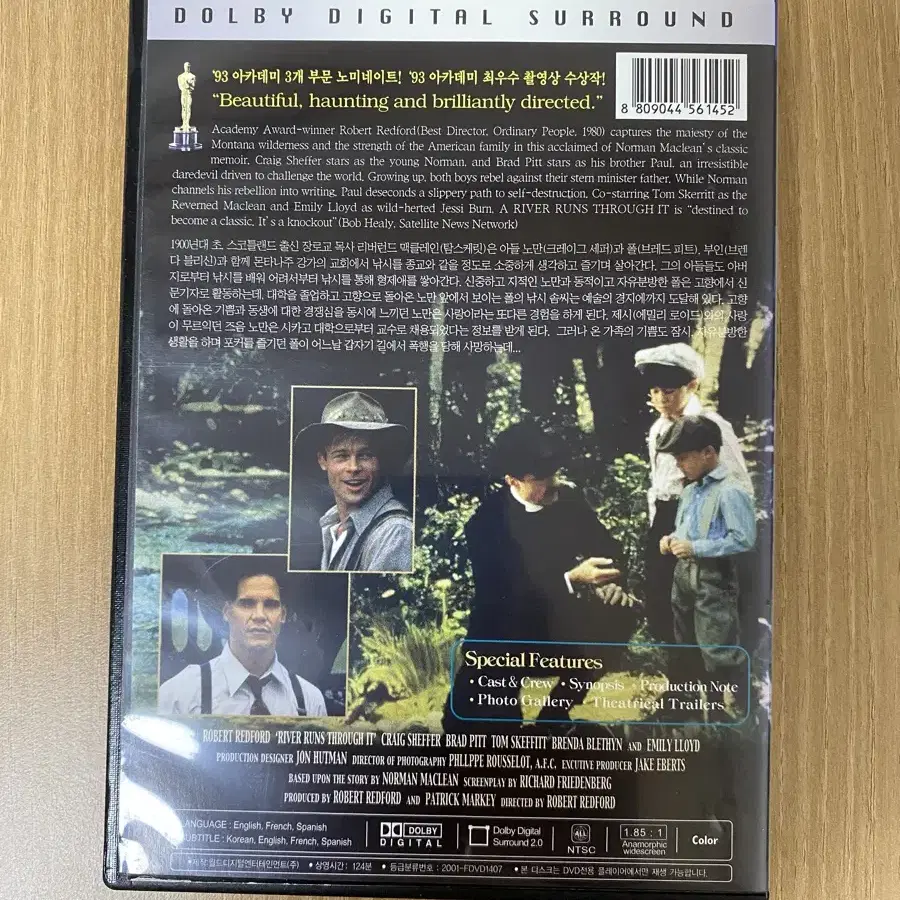 DOLBY DIGITAL SURROUND
'93 아카데미 3개 부문 노미네이트! '93 아카데미 최우수 촬영상 수상작!
"Beautiful, haunting and brilliantly directed."
8 809044 561452
Academy Award-winner Robert Redford(Best Director, Ordinary People, 1980) captures the majesty of the
Montana wilderness and the strength of the American family in this acclaimed of Norman Maclean's classic
memoir. Craig Sheffer stars as the young Norman, and Brad Pitt stars as his brother Paul, an irresistible
daredevil driven to challenge the world. Growing up, both boys rebel against their stern minister father. While Norman
channels his rebellion into writing, Paul deseconds a slippery path to self-destruction. Co-starring Tom Skerritt as the
Reverned Maclean and Emily Lloyd as wild-herted Jessi Burn, A RIVER RUNS THROUGH IT is "destined to
become a classic. It's a knockout"(Bob Healy, Satellite News Network)
1900년대 초, 스코틀랜드 출신 장로교 목사 리버런드 맥클레인(탐스케릿)은 아들 노만(크레이그 셰퍼)과 폴(브레드 피트), 부인(브렌
다 블리신)과 함께 몬타나주 강가의 교회에서 낚시를 종교와 같을 정도로 소중하게 생각하고 즐기며 살아간다. 그의 아들들도 아버
지로부터 낚시를 배워 어려서부터 낚시를 통해 형제애를 쌓아간다. 신중하고 지적인 노만과 동적이고 자유분방한 폴은 고향에서 신
문기자로 활동하는데, 대학을 졸업하고 고향으로 돌아온 노만 앞에서 보이는 폴의 낚시 솜씨는 예술의 경지에까지 도달해 있다. 고향
에 돌아온 기쁨과 동생에 대한 경쟁심을 동시에 느끼던 노만은 사랑이라는 또다른 경험을 하게 된다. 제시(에밀리 로이드)와의 사랑
이 무르익던 즈음 노만은 시카고 대학으로부터 교수로 채용되었다는 정보를 받게 된다. 그러나 온 가족의 기쁨도 잠시, 자유분방한
생활을 하며 포커를 즐기던 폴이 어느날 갑자기 길에서 폭행을 당해 사망하는데...
Special Features
• Cast & Crew • Synopsis • Production Note
• Photo Gallery • Theatrical Trailers
ROBERT REDFORD 'RIVER RUNS THROUGH IT' CRAIG SHEFFER BRAD PITT TOM SKEFFITT BRENDA BLETHYN AND EMILY LLOYD
PRODUCTION DESIGNER JON HUTMAN DIRECTOR OF PHOTOGRAPHY PHLLPPE ROUSSELOT, A.F.C. EXCUTIVE PRODUCER JAKE EBERTS
BASED UPON THE STORY BY NORMAN MACLEAN SCREENPLAY BY RICHARD FRIEDENBERG
PRODUCED BY ROBERT REDFORD AND PATRICK MARKEY DIRECTED BY ROBERT REDFORD
LANGUAGE : English, French, Spanish
SUBTITLE : Korean, English, French, Spanish
DOLBY DIGITAL
Dolby Digital Surround 2.0
ALL NTSC
1.85 : 1 Anamorphic widescreen
Color
• 제작:월드디지털엔터테인먼트(주) • 상영시간: 124분 • 등급분류번호: 2001-FDVD1407 • 본 디스크는 DVD전용 플레이어에서만 재생 가능합니다.